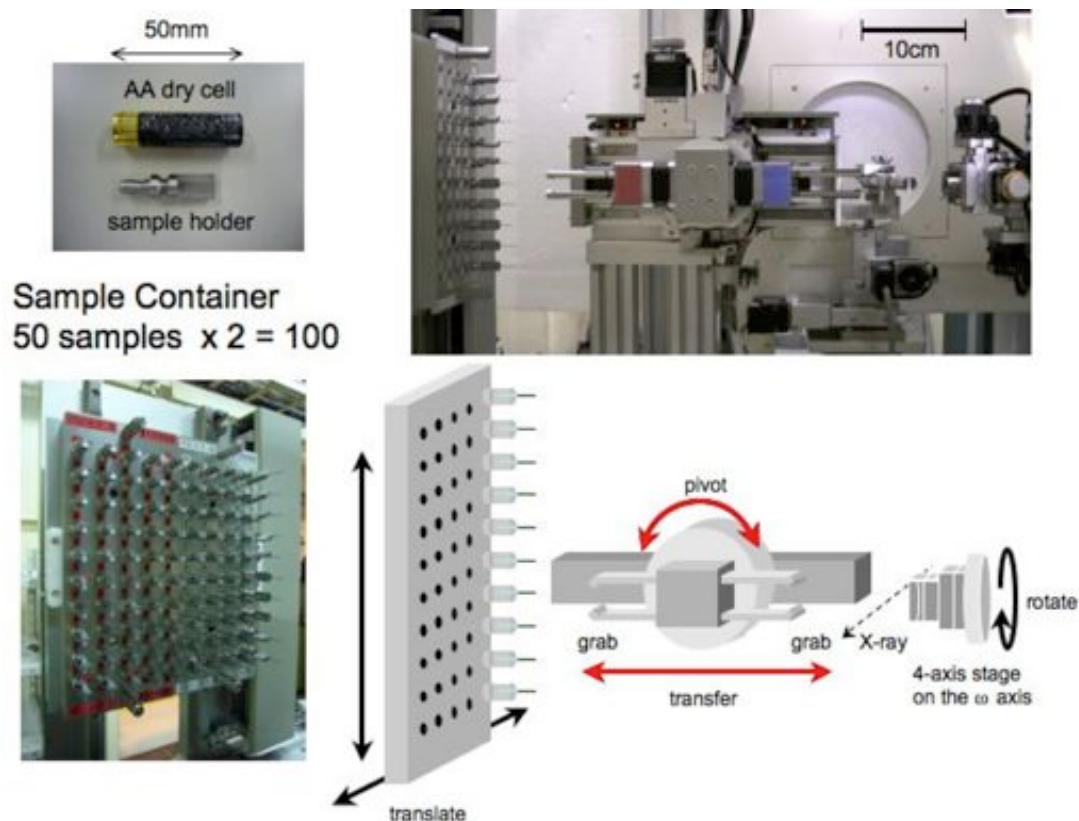 50mm
AA dry cell
sample holder
10cm
Sample Container
50 samples x 2 = 100
pivot
grab
grab
X-ray
rotate
transfer
4-axis stage
on the ω axis
translate